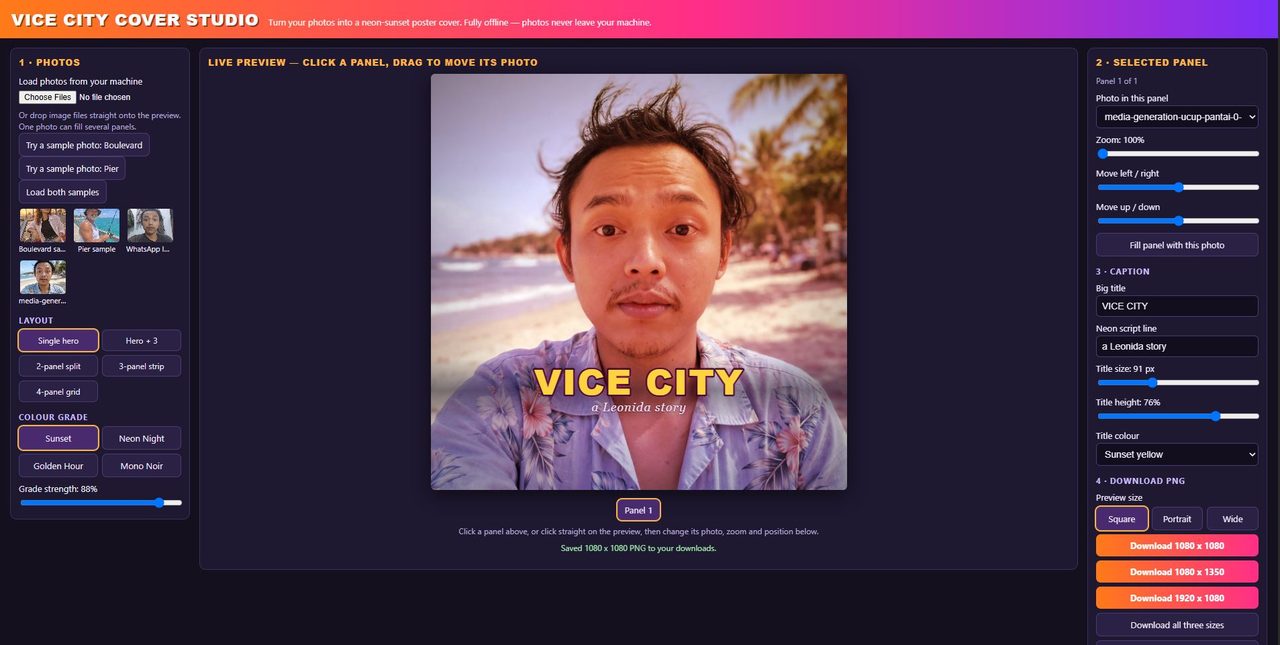 VICE CITY COVER STUDIO Turn your photos into a neon-sunset poster cover. Fully offline — photos never leave your machine.
1 · PHOTOS
Load photos from your machine
Choose Files No file chosen
Or drop image files straight onto the preview.
One photo can fill several panels.
Try a sample photo: Boulevard
Try a sample photo: Pier
Load both samples
Boulevard sa... Pier sample WhatsApp I...
media-gener...
LAYOUT
Single hero Hero + 3
2-panel split 3-panel strip
4-panel grid
COLOUR GRADE
Sunset Neon Night
Golden Hour Mono Noir
Grade strength: 88%
LIVE PREVIEW — CLICK A PANEL, DRAG TO MOVE ITS PHOTO
VICE CITY
a Leonida story
Panel 1
Click a panel above, or click straight on the preview, then change its photo, zoom and position below.
Saved 1080 x 1080 PNG to your downloads.
2 · SELECTED PANEL
Panel 1 of 1
Photo in this panel
media-generation-ucup-pantai-0-
Zoom: 100%
Move left / right
Move up / down
Fill panel with this photo
3 · CAPTION
Big title
VICE CITY
Neon script line
a Leonida story
Title size: 91 px
Title height: 76%
Title colour
Sunset yellow
4 · DOWNLOAD PNG
Preview size
Square Portrait Wide
Download 1080 x 1080
Download 1080 x 1350
Download 1920 x 1080
Download all three sizes